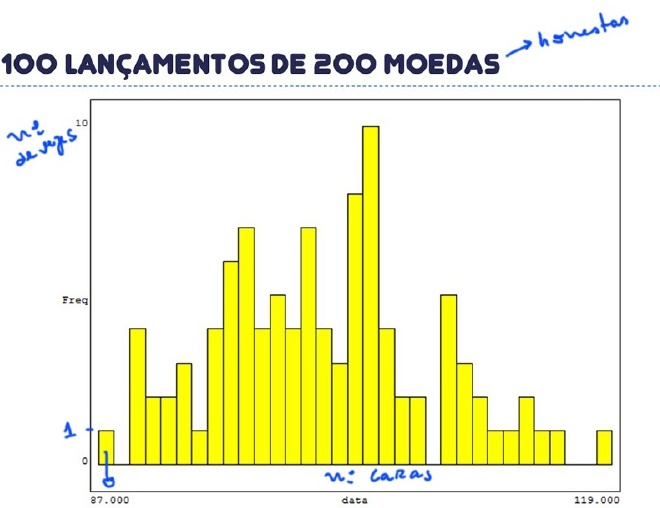 → honestas
100 LANÇAMENTOS DE 200 MOEDAS
10
nº
de vezes
Freq
1
0
nº caras
87.000 data 119.000